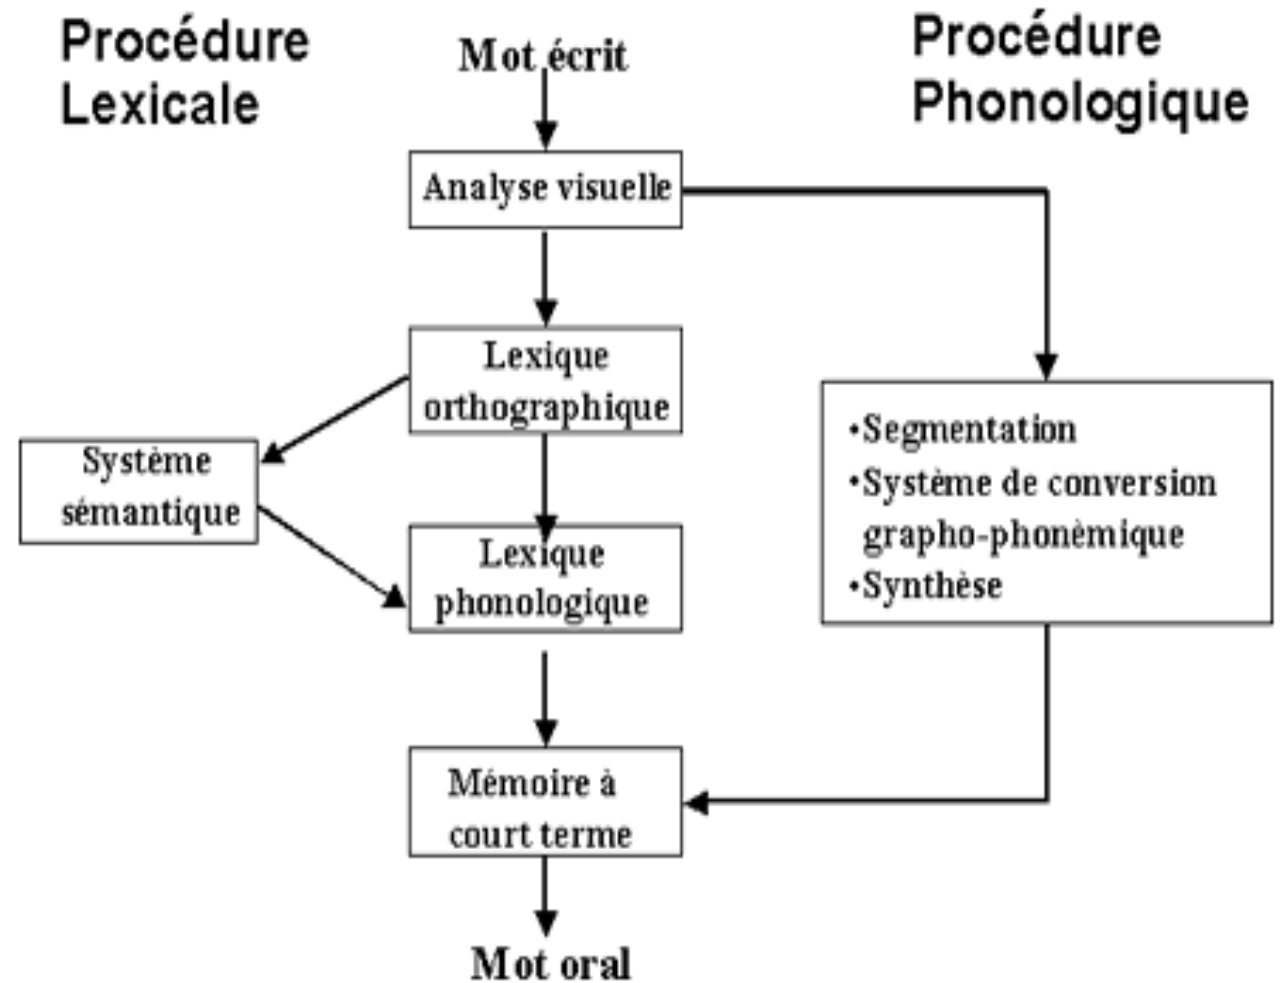 Procédure
Lexicale
Mot écrit
Procédure
Phonologique
Analyse visuelle
Lexique
orthographique
Système
sémantique
Lexique
phonologique
•Segmentation
•Système de conversion
grapho-phonèmique
•Synthèse
Mémoire à
court terme
Mot oral